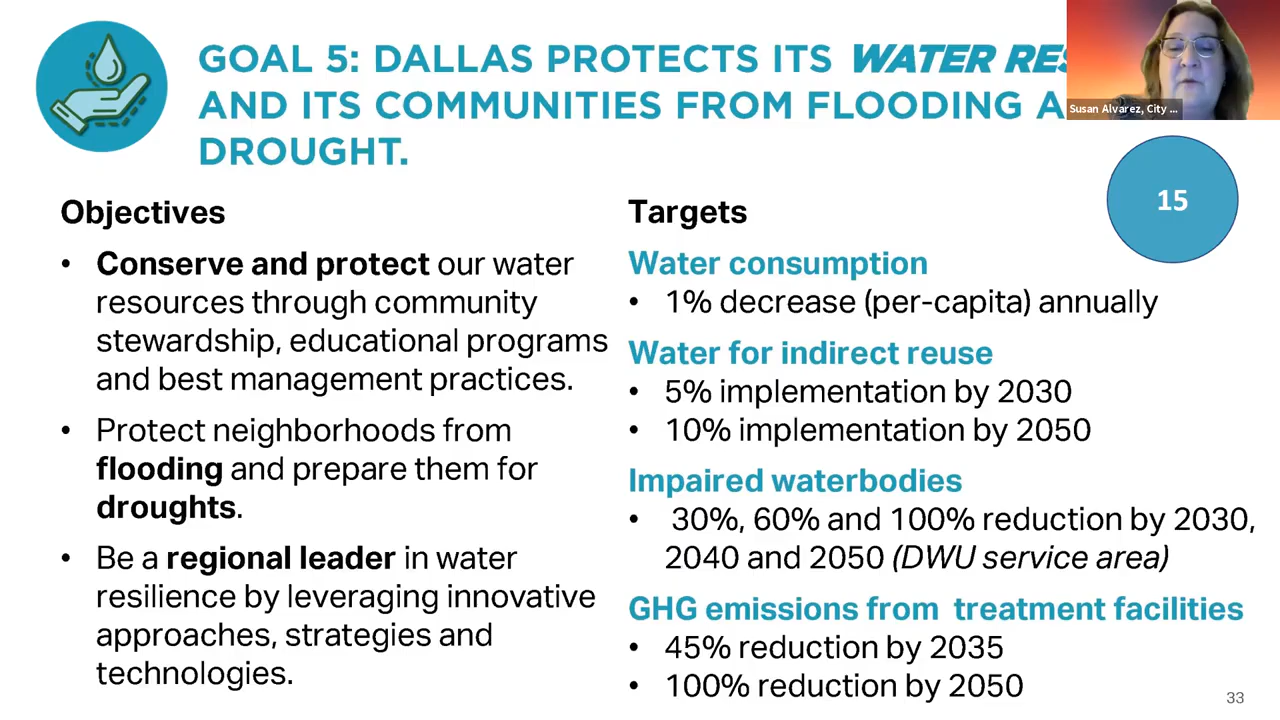 GOAL 5: DALLAS PROTECTS ITS WATER RES
AND ITS COMMUNITIES FROM FLOODING A
DROUGHT.
Susan Alvarez, City ...
15
Objectives
• Conserve and protect our water
resources through community
stewardship, educational programs
and best management practices.
• Protect neighborhoods from
flooding and prepare them for
droughts.
• Be a regional leader in water
resilience by leveraging innovative
approaches, strategies and
technologies.
Targets
Water consumption
• 1% decrease (per-capita) annually
Water for indirect reuse
• 5% implementation by 2030
• 10% implementation by 2050
Impaired waterbodies
• 30%, 60% and 100% reduction by 2030,
2040 and 2050 (DWU service area)
GHG emissions from treatment facilities
• 45% reduction by 2035
• 100% reduction by 2050
33